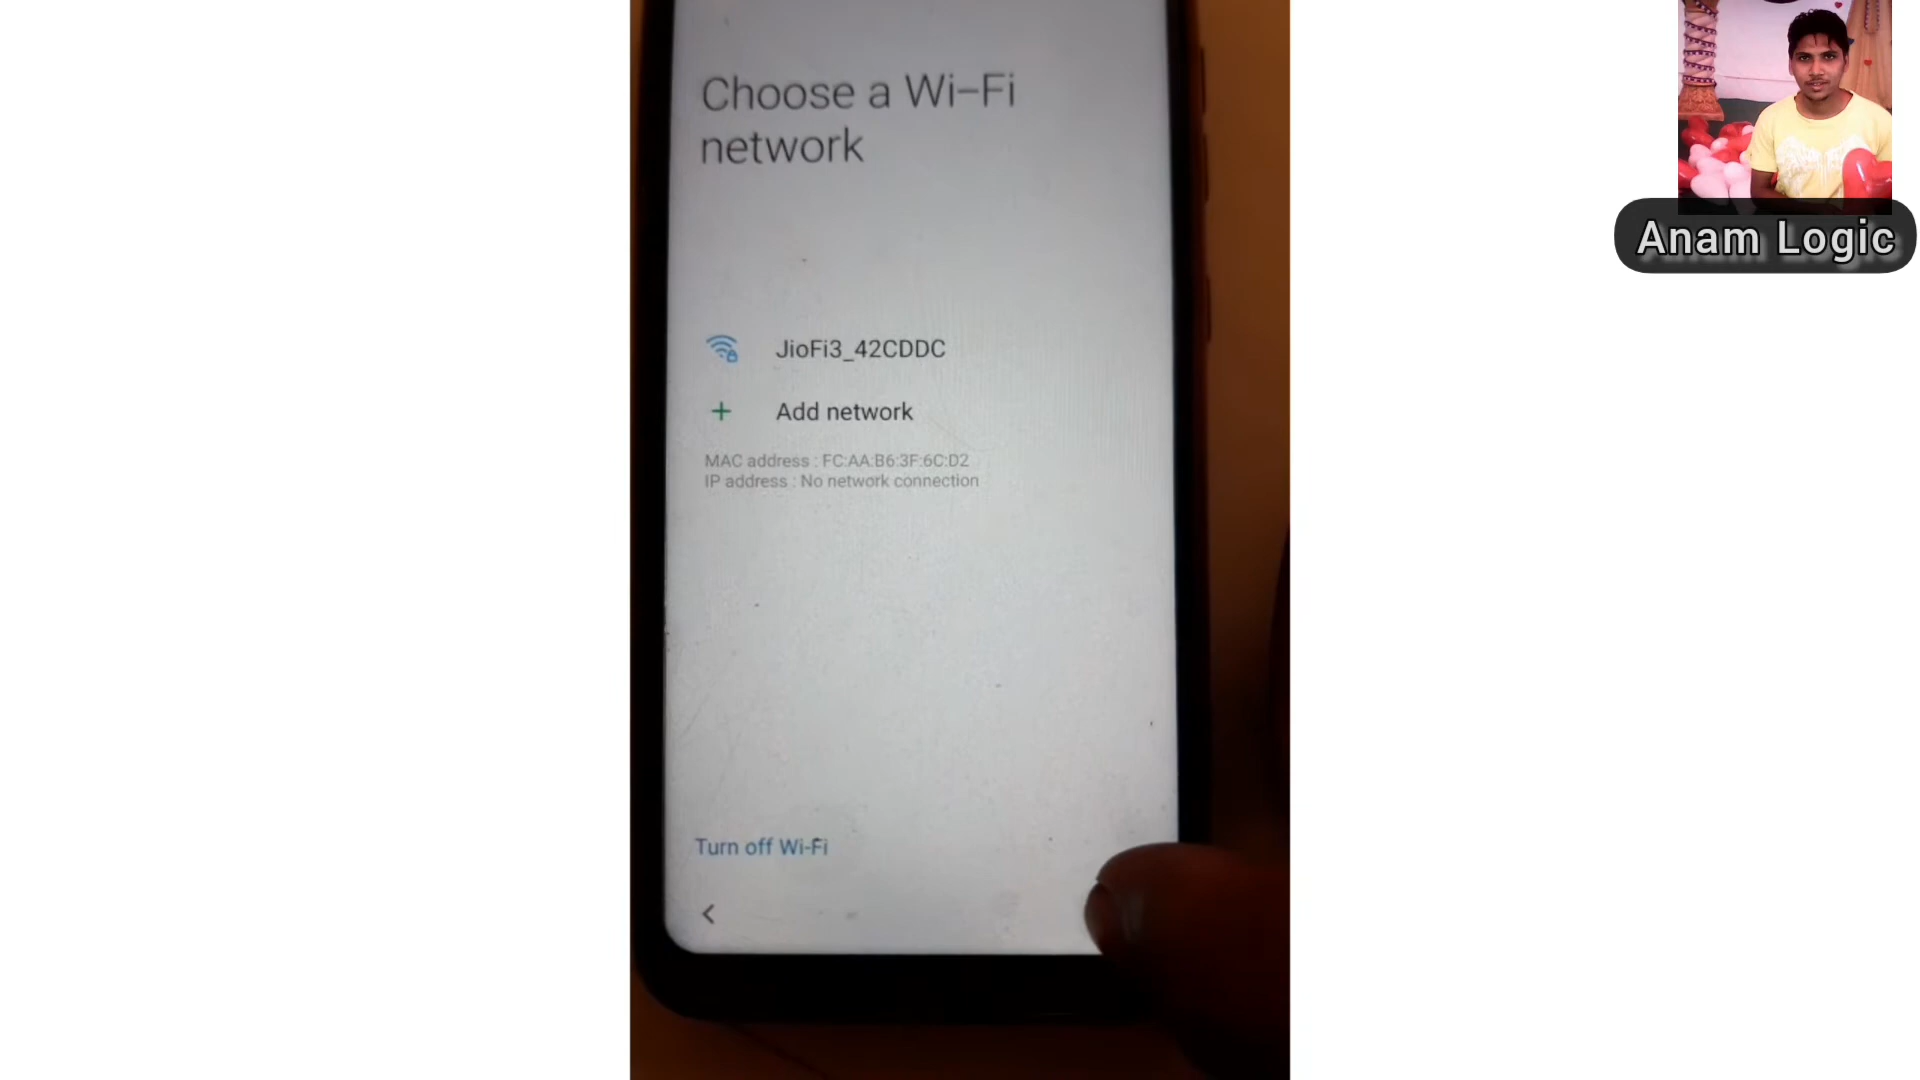 Choose a Wi-Fi
network
JioFi3_42CDDC
+ Add network
MAC address : FC:AA:B6:3F:6C:D2
IP address : No network connection
Turn off Wi-Fi
Anam Logic